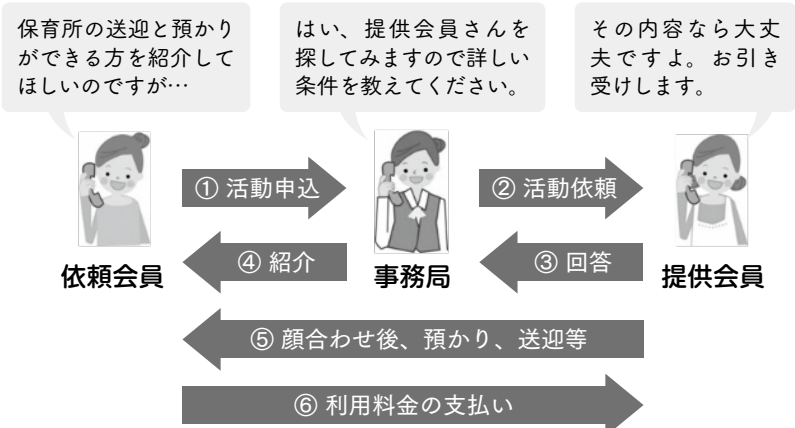 保育所の送迎と預かり
ができる方を紹介して
ほしいのですが…
はい、提供会員さんを
探してみますので詳しい
条件を教えてください。
その内容なら大丈
夫ですよ。お引き
受けします。
① 活動申込
② 活動依頼
④ 紹介
③ 回答
依頼会員
事務局
提供会員
⑤ 顔合わせ後、預かり、送迎等
⑥ 利用料金の支払い